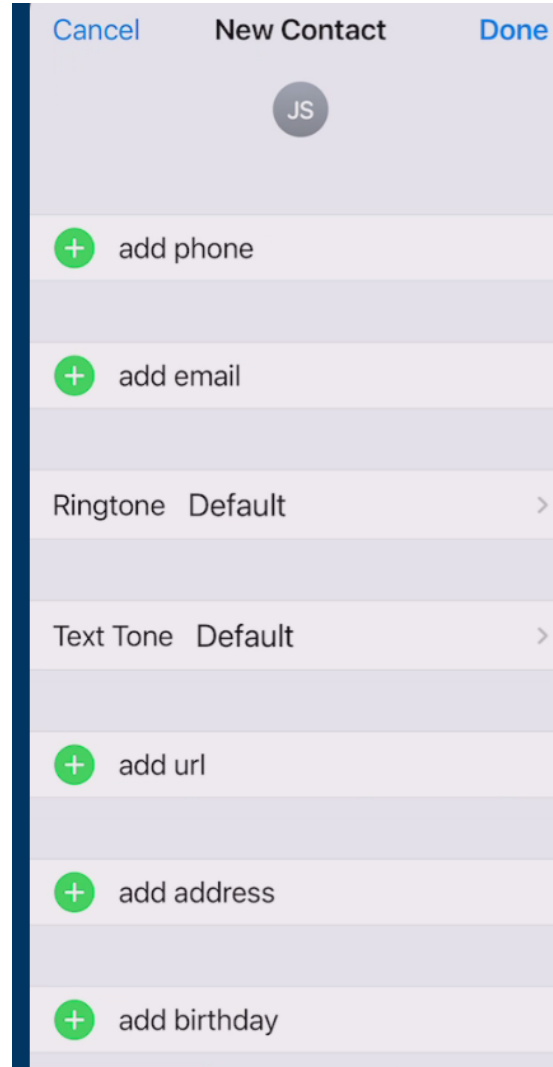 Cancel New Contact Done
JS
add phone
add email
Ringtone Default
Text Tone Default
add url
add address
add birthday